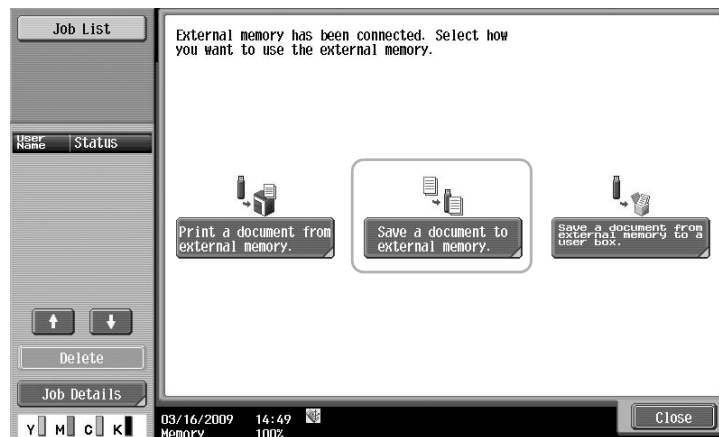 Job List
External memory has been connected. Select how
you want to use the external memory.
User
Name
Status
Print a document from
external memory.
Save a document to
external memory.
Save a document from
external memory to a
user box.
Delete
Job Details
Y M C K
03/16/2009 14:49
Memory 100%
Close